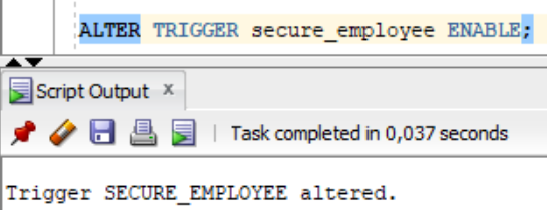 ALTER TRIGGER secure_employee ENABLE;
Script Output x
Task completed in 0,037 seconds
Trigger SECURE_EMPLOYEE altered.